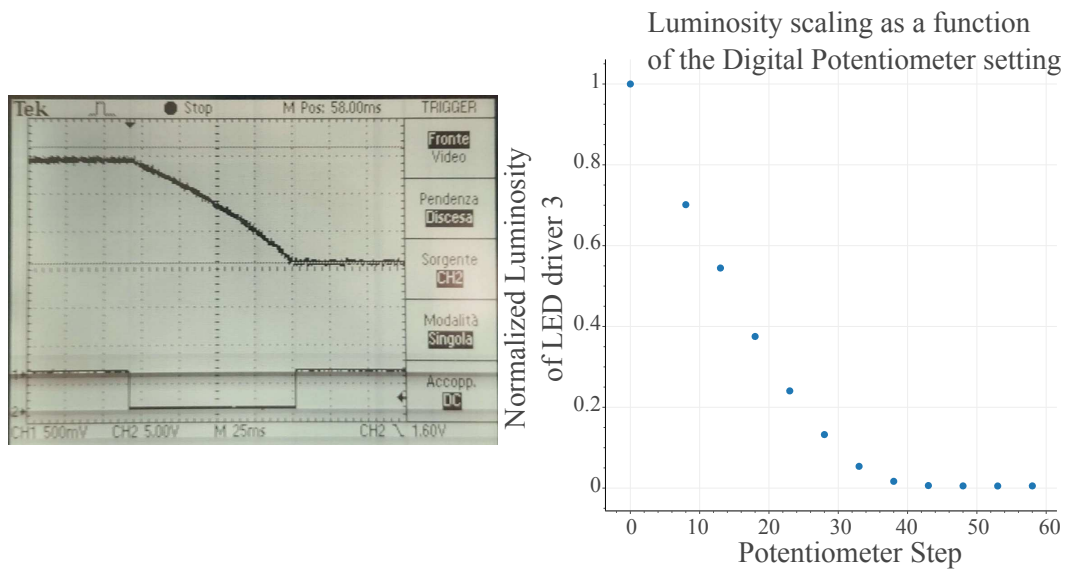 Tek
Stop
M Pos: 58.00ms
TRIGGER
Fronte
Video
Pendenza
Discesa
Sorgente
CH2
Modalità
Singola
Accopp.
DC
2
CH1 500mV
CH2 5.00V
M 25ms
CH2
1.60V
Luminosity scaling as a function
of the Digital Potentiometer setting
Normalized Luminosity
of LED driver 3
1
0.8
0.6
0.4
0.2
0
0
10
20
30
40
50
60
Potentiometer Step